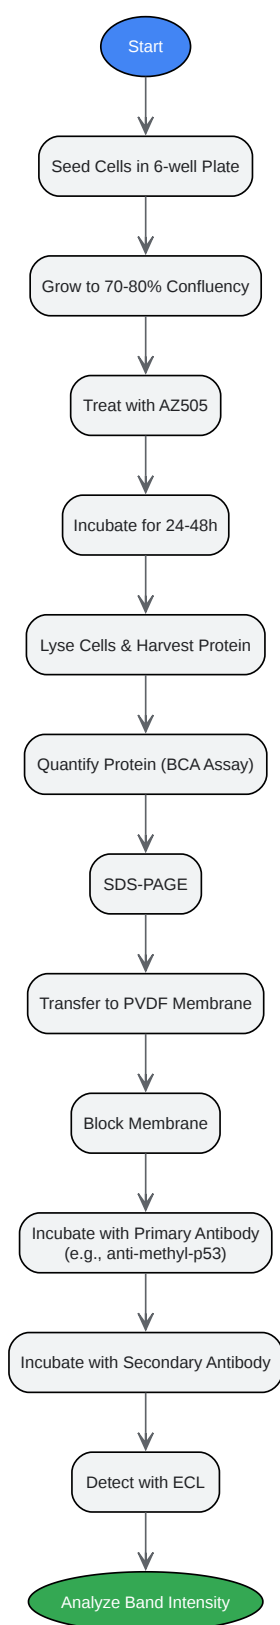 Start
Seed Cells in 6-well Plate
Grow to 70-80% Confluency
Treat with AZ505
Incubate for 24-48h
Lyse Cells & Harvest Protein
Quantify Protein (BCA Assay)
SDS-PAGE
Transfer to PVDF Membrane
Block Membrane
Incubate with Primary Antibody
(e.g., anti-methyl-p53)
Incubate with Secondary Antibody
Detect with ECL
Analyze Band Intensity